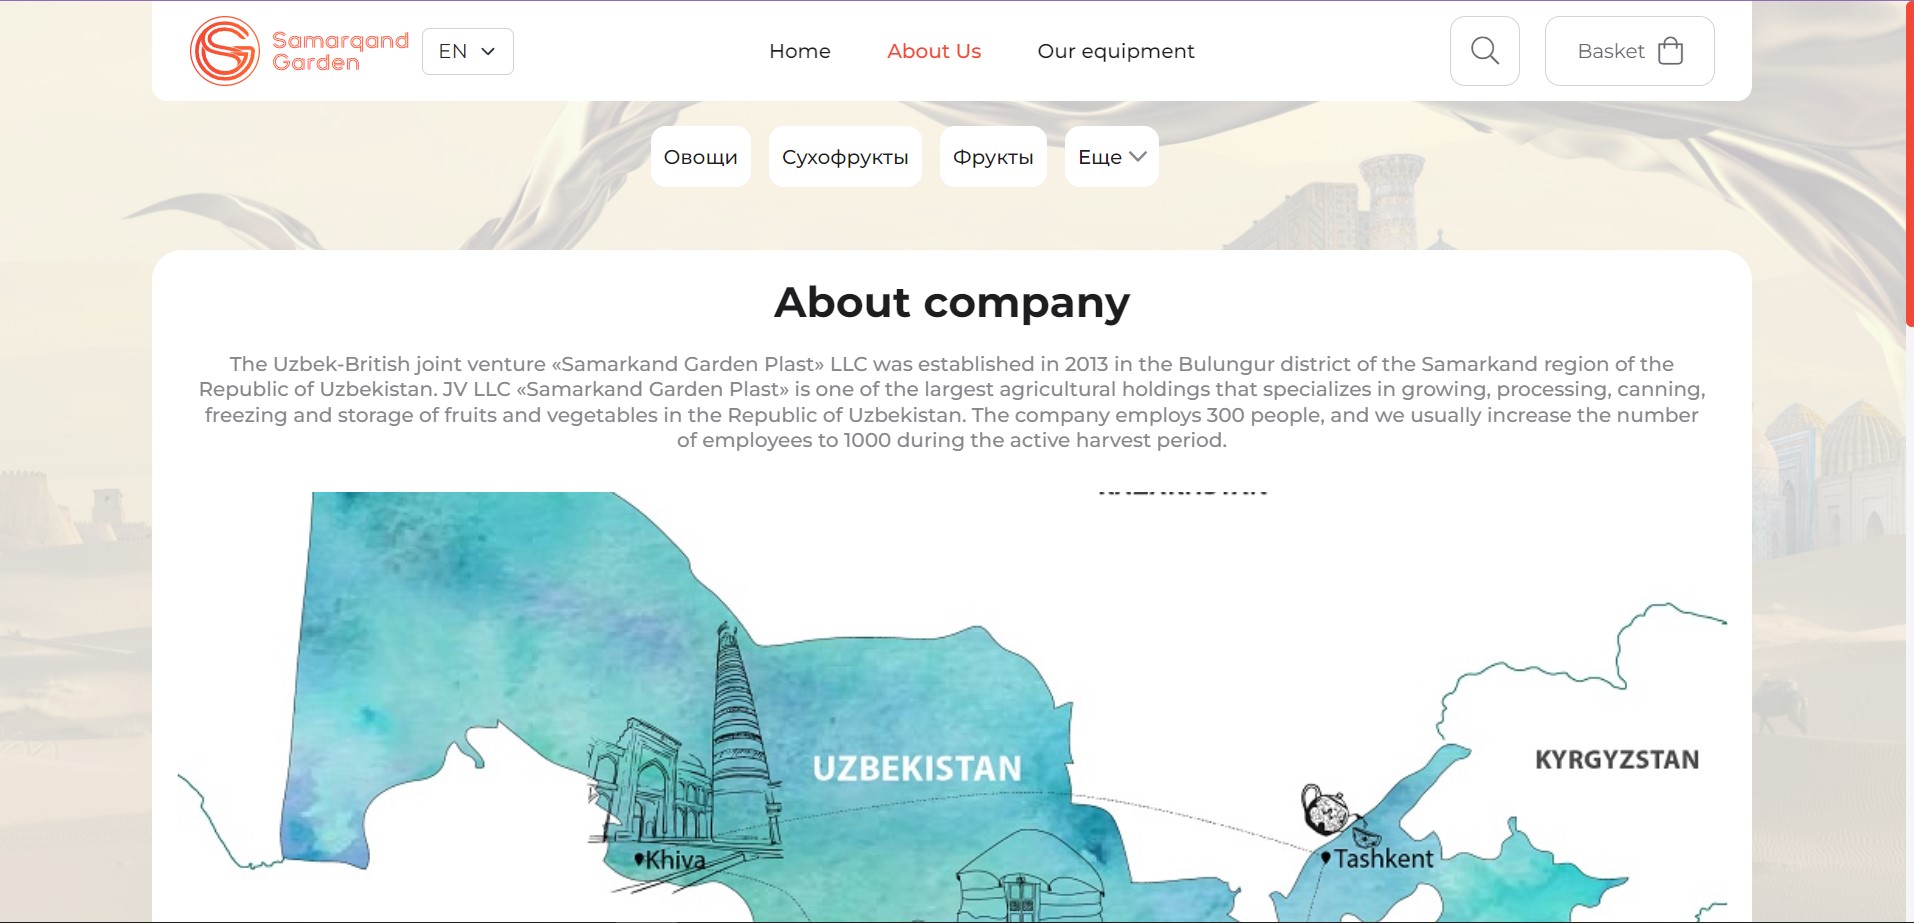 Samarqand
Garden
EN
Home
About Us
Our equipment
Basket
Овощи
Сухофрукты
Фрукты
Еще
About company
The Uzbek-British joint venture «Samarkand Garden Plast» LLC was established in 2013 in the Bulungur district of the Samarkand region of the
Republic of Uzbekistan. JV LLC «Samarkand Garden Plast» is one of the largest agricultural holdings that specializes in growing, processing, canning,
freezing and storage of fruits and vegetables in the Republic of Uzbekistan. The company employs 300 people, and we usually increase the number
of employees to 1000 during the active harvest period.
UZBEKISTAN
KYRGYZSTAN
Khiva
Tashkent